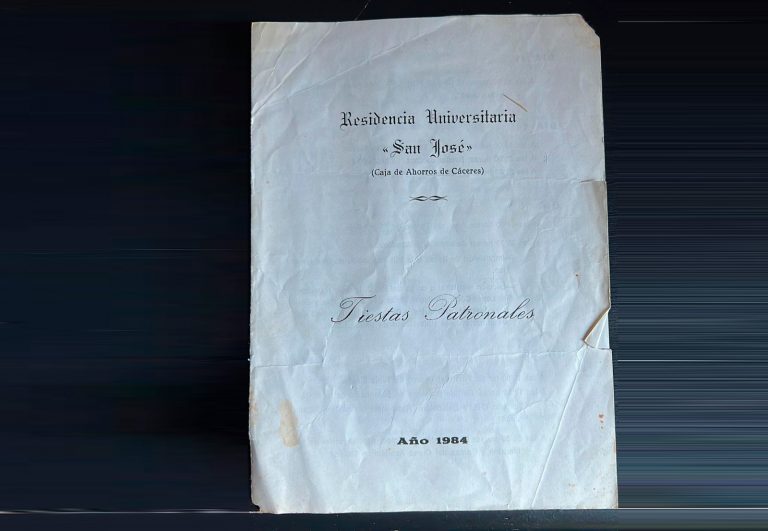 Residencia Universitaria
«San José»
(Caja de Ahorros de Cáceres)
Fiestas Patronales
Año 1984